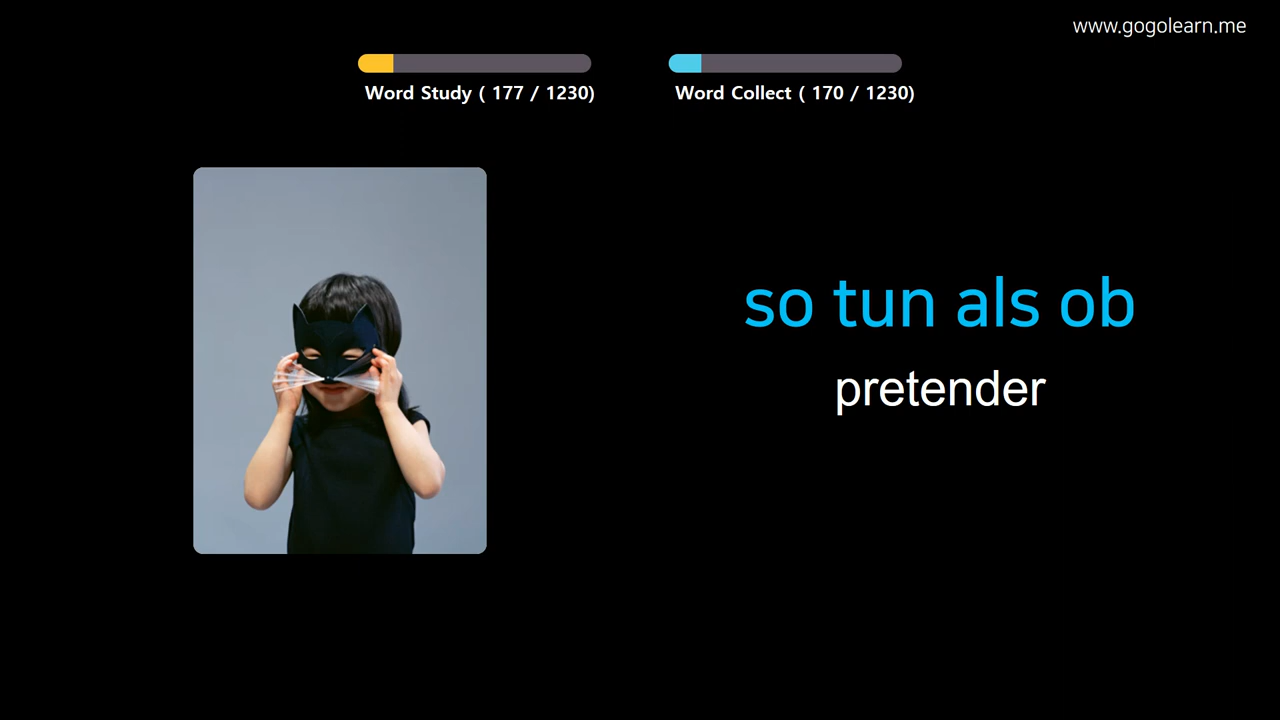 www.gogolearn.me
Word Study ( 177 / 1230)
Word Collect ( 170 / 1230)
so tun als ob
pretender